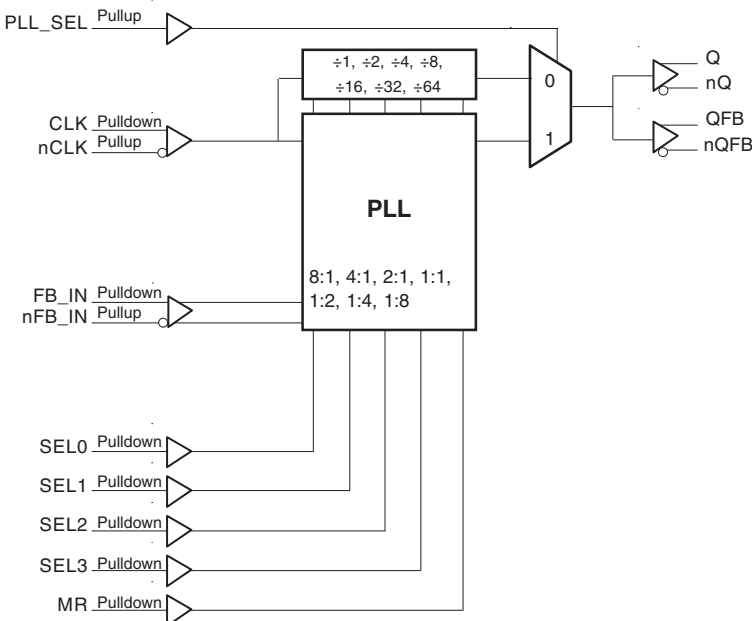 PLL_SEL Pullup
÷1, ÷2, ÷4, ÷8,
÷16, ÷32, ÷64
0
1
Q
nQ
QFB
nQFB
CLK Pulldown
nCLK Pullup
PLL
8:1, 4:1, 2:1, 1:1,
1:2, 1:4, 1:8
FB_IN Pulldown
nFB_IN Pullup
SEL0 Pulldown
SEL1 Pulldown
SEL2 Pulldown
SEL3 Pulldown
MR Pulldown